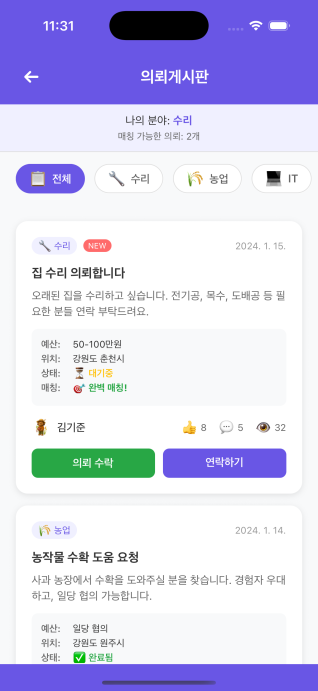 11:31
의뢰게시판
나의 분야: 수리
매칭 가능한 의뢰: 2개
전체 수리 농업 IT
수리 NEW 2024. 1. 15.
집 수리 의뢰합니다
오래된 집을 수리하고 싶습니다. 전기공, 목수, 도배공 등 필
요한 분들 연락 부탁드려요.
예산: 50-100만원
위치: 강원도 춘천시
상태: ⏳ 대기중
매칭: 🎯 완벽 매칭!
김기준 👍 8 💬 5 👁 32
의뢰 수락 연락하기
농업 2024. 1. 14.
농작물 수확 도움 요청
사과 농장에서 수확을 도와주실 분을 찾습니다. 경험자 우대
하고, 일당 협의 가능합니다.
예산: 일당 협의
위치: 강원도 원주시
상태: ✅ 완료됨